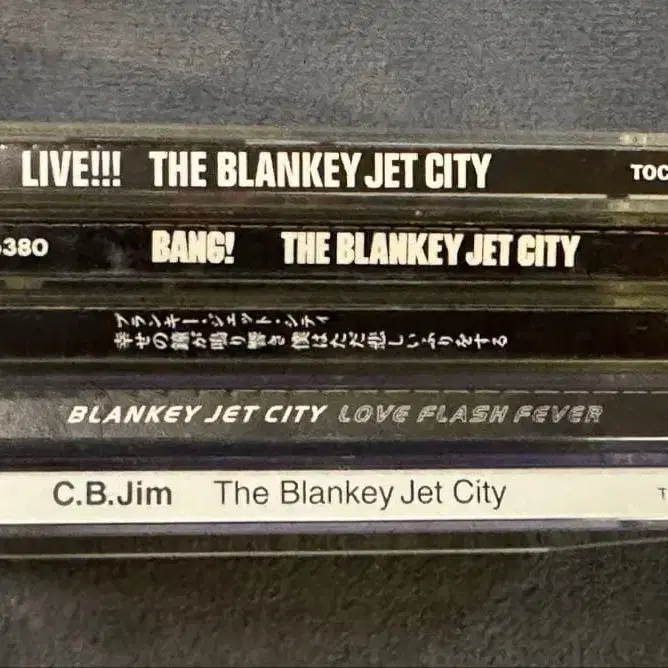 LIVE!!! THE BLANKEY JET CITY TOC
380 BANG! THE BLANKEY JET CITY
ブランキー・ジェット・シティ
幸せの鐘が鳴り響き僕はただ悲しいふりをする
BLANKEY JET CITY LOVE FLASH FEVER
C.B.Jim The Blankey Jet City T